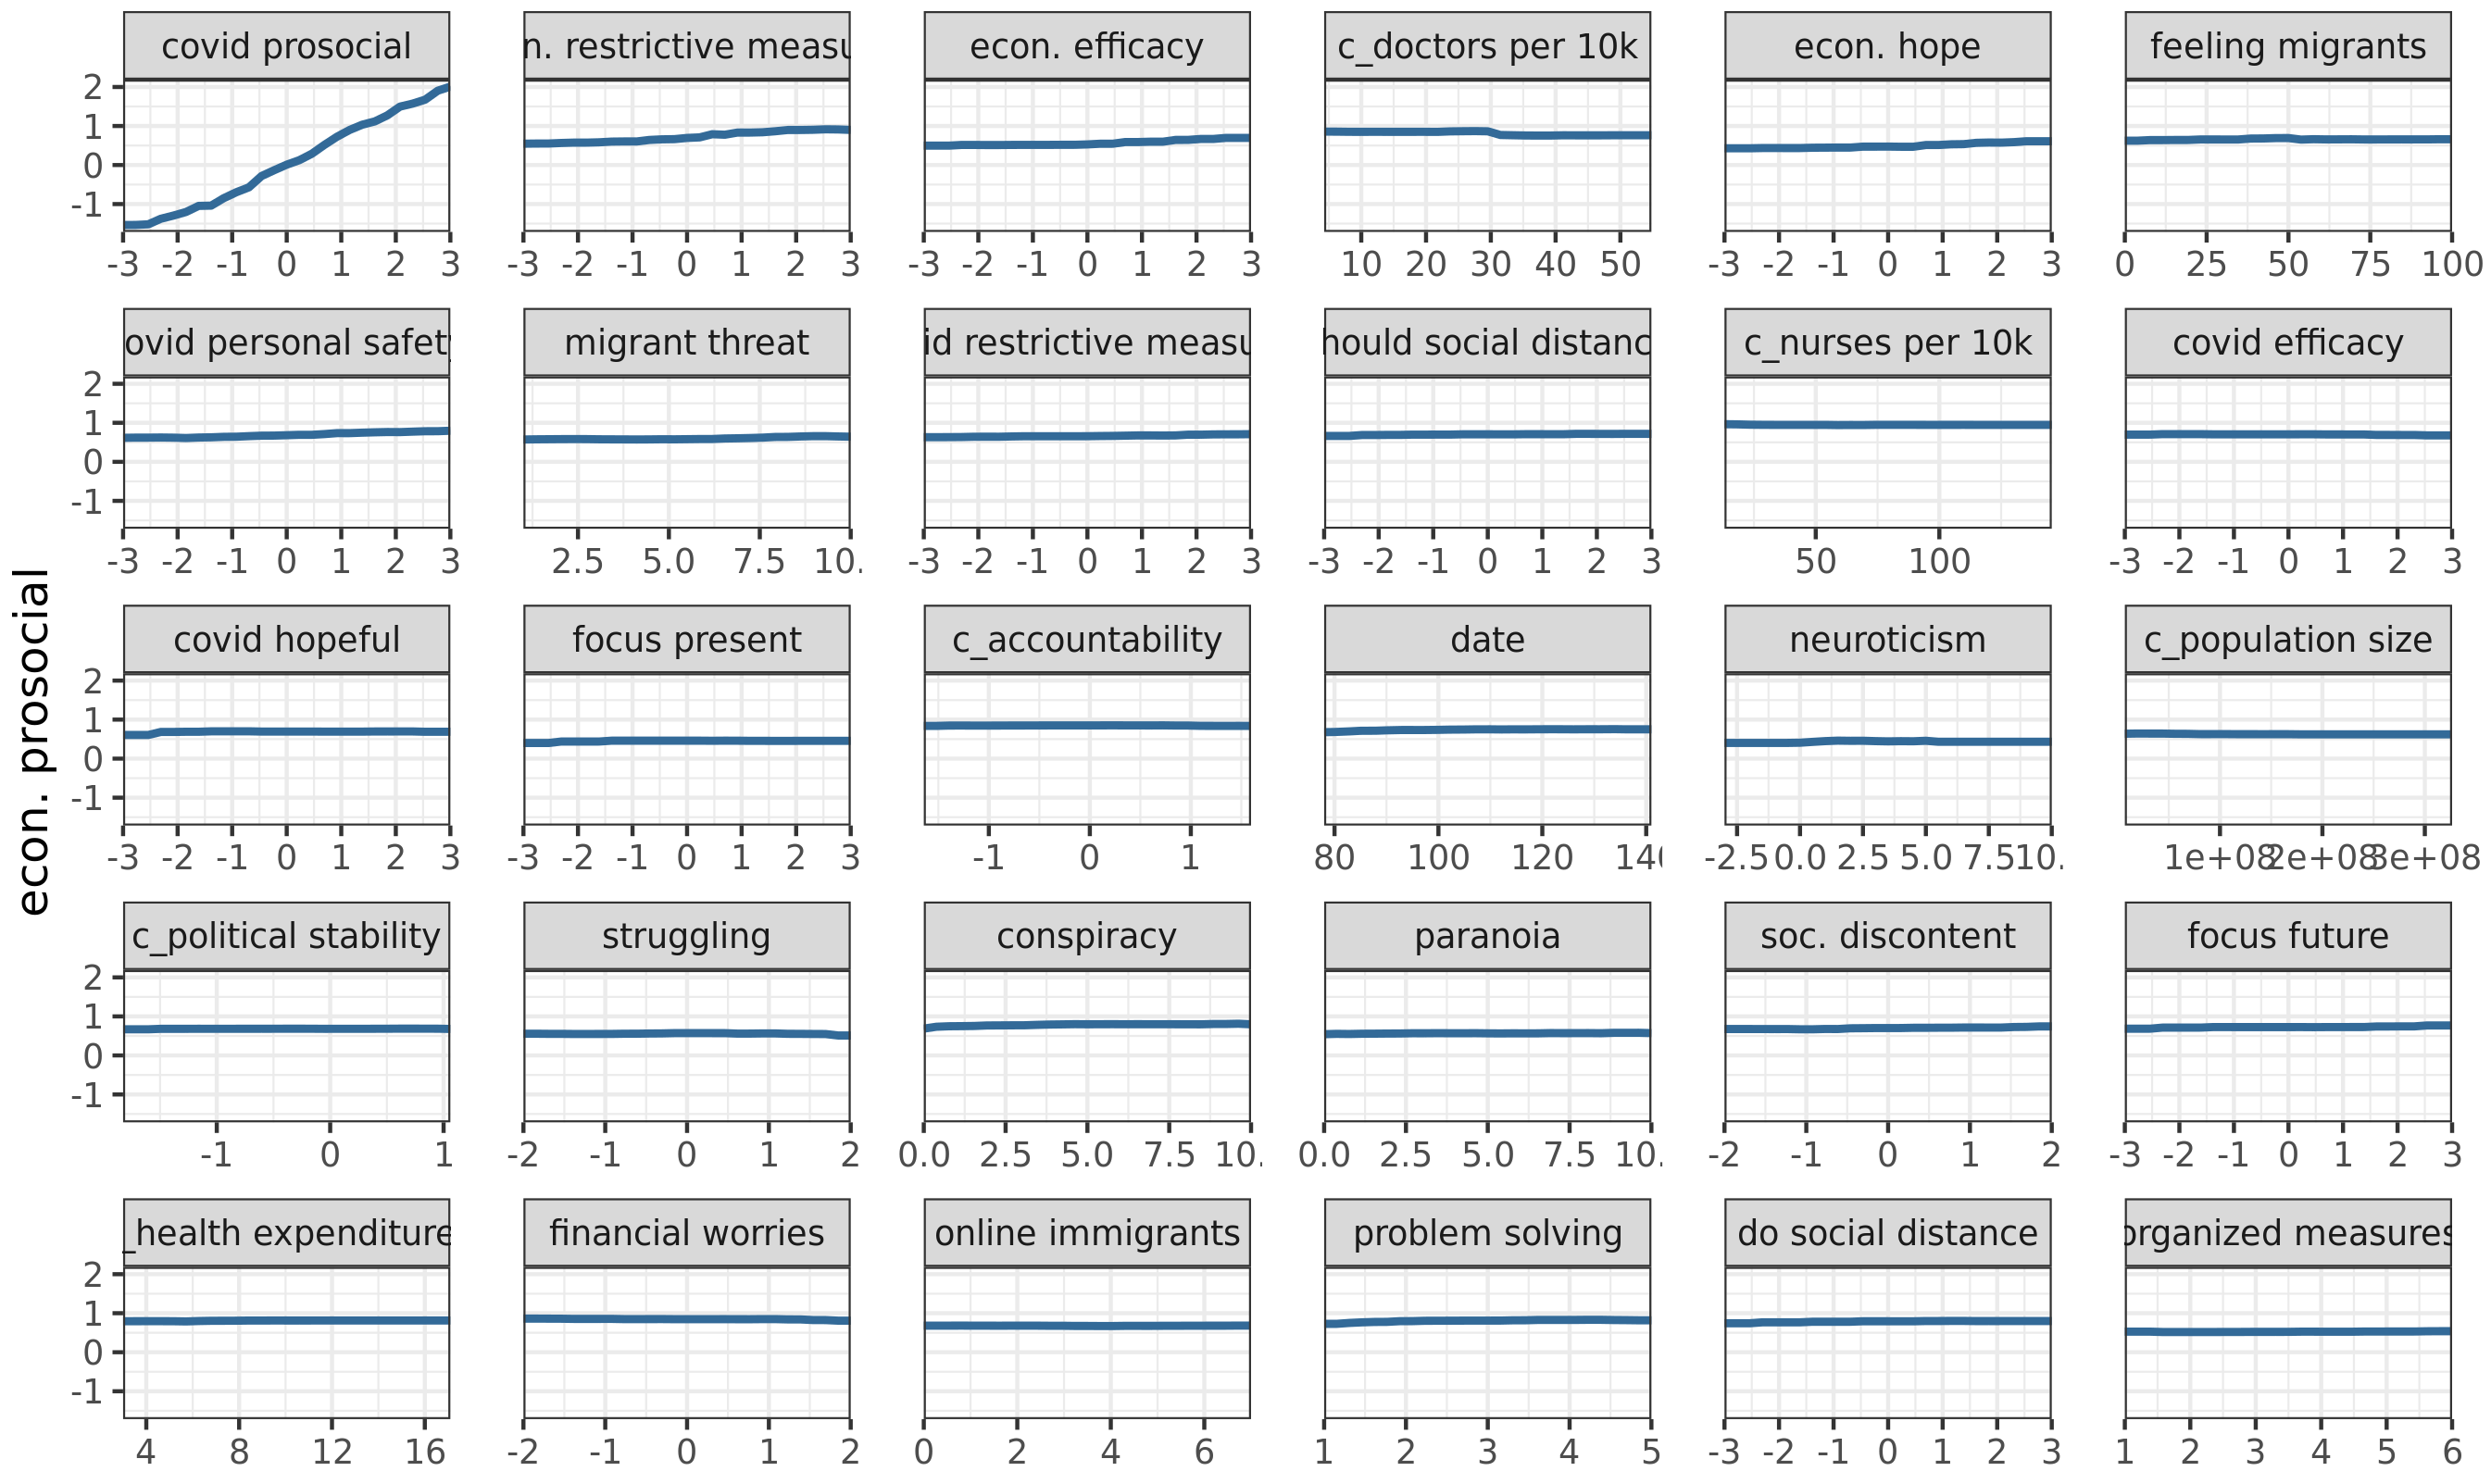 covid prosocial
n. restrictive measu
econ. efficacy
c_doctors per 10k
econ. hope
feeling migrants
2
1
0
-1
-3 -2 -1 0 1 2 3
-3 -2 -1 0 1 2 3
-3 -2 -1 0 1 2 3
10 20 30 40 50
-3 -2 -1 0 1 2 3
0 25 50 75 100
ovid personal safety
migrant threat
id restrictive measu
hould social distanc
c_nurses per 10k
covid efficacy
2
1
0
-1
-3 -2 -1 0 1 2 3
2.5 5.0 7.5 10.
-3 -2 -1 0 1 2 3
-3 -2 -1 0 1 2 3
50 100
-3 -2 -1 0 1 2 3
econ. prosocial
covid hopeful
focus present
c_accountability
date
neuroticism
c_population size
2
1
0
-1
-3 -2 -1 0 1 2 3
-3 -2 -1 0 1 2 3
-1 0 1
80 100 120 140
-2.5 0.0 2.5 5.0 7.5 10.
1e+08 2e+08 3e+08
c_political stability
struggling
conspiracy
paranoia
soc. discontent
focus future
2
1
0
-1
-1 0 1
-2 -1 0 1 2
0.0 2.5 5.0 7.5 10.
0.0 2.5 5.0 7.5 10.
-2 -1 0 1 2
-3 -2 -1 0 1 2 3
_health expenditure
financial worries
online immigrants
problem solving
do social distance
organized measures
2
1
0
-1
4 8 12 16
-2 -1 0 1 2
0 2 4 6
1 2 3 4 5
-3 -2 -1 0 1 2 3
1 2 3 4 5 6